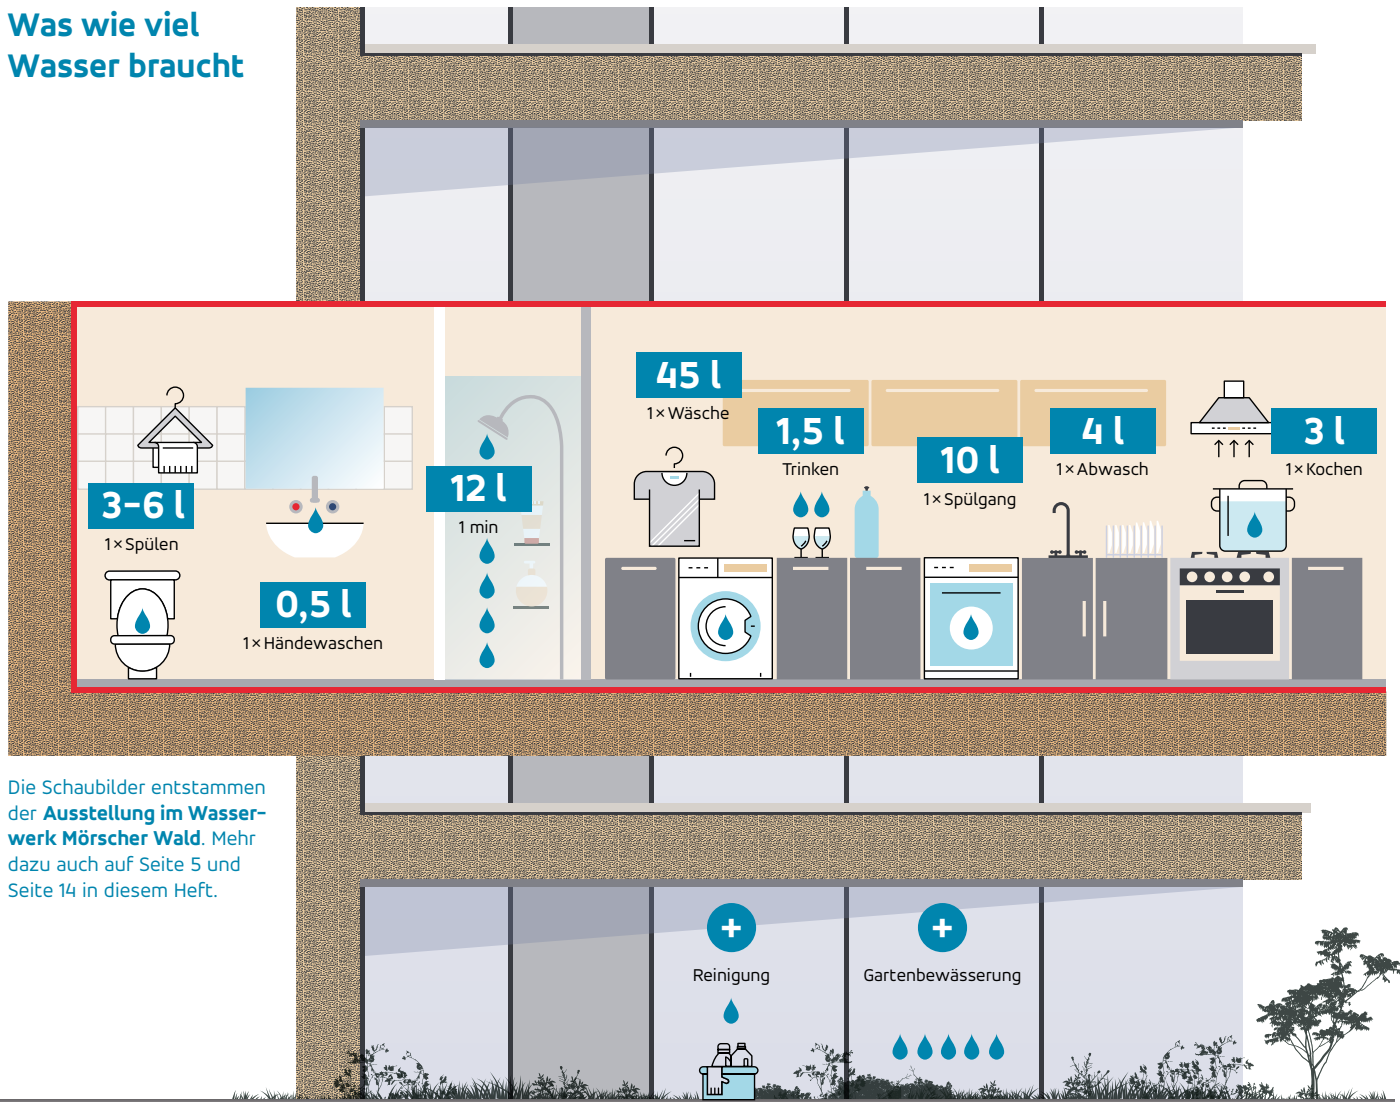 Was wie viel
Wasser braucht
3–6 l
1× Spülen
0,5 l
1× Händewaschen
12 l
1 min
45 l
1× Wäsche
1,5 l
Trinken
10 l
1× Spülgang
4 l
1× Abwasch
3 l
1× Kochen
Die Schaubilder entstammen
der Ausstellung im Wasser-
werk Mörscher Wald. Mehr
dazu auch auf Seite 5 und
Seite 14 in diesem Heft.
+
Reinigung
+
Gartenbewässerung